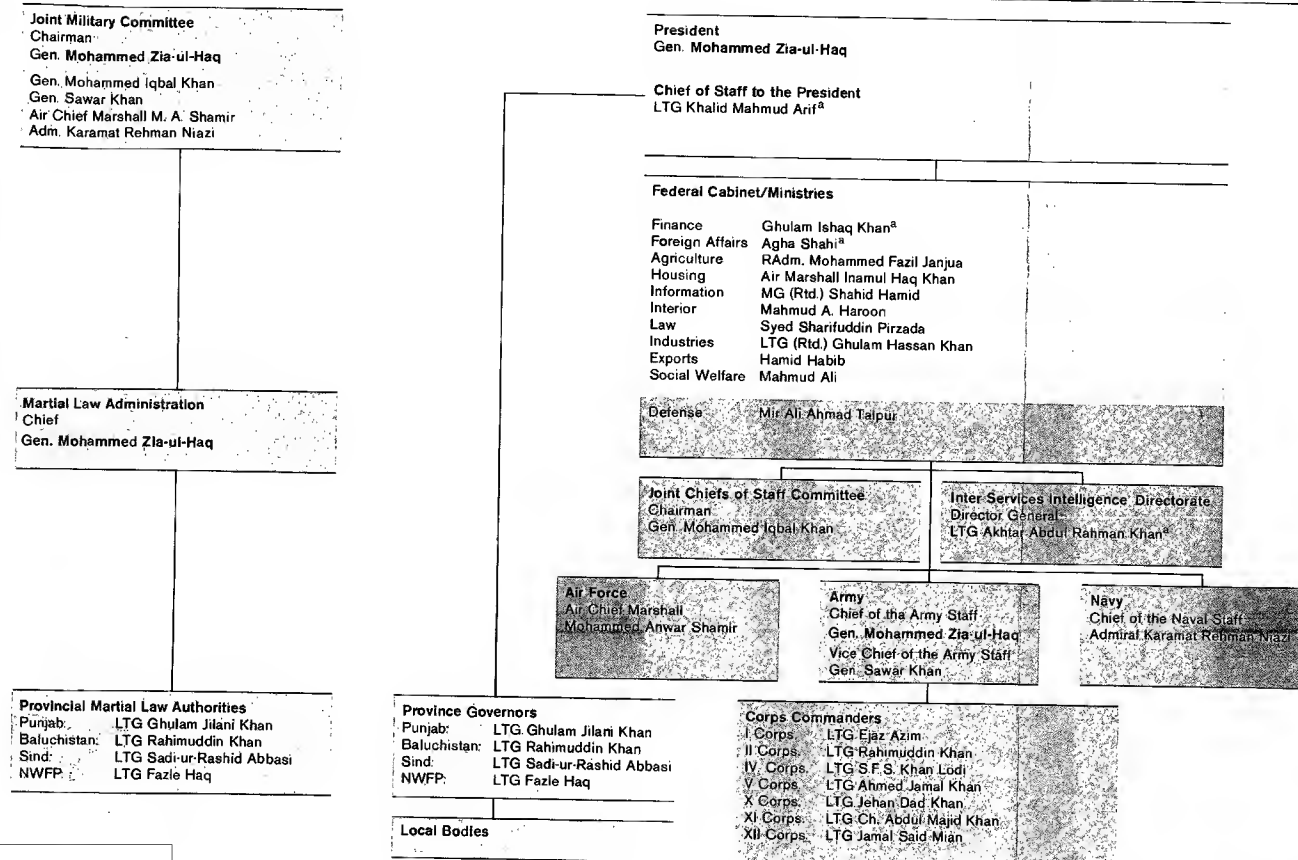 Joint Military Committee
Chairman
Gen. Mohammed Zia-ul-Haq
Gen. Mohammed Iqbal Khan
Gen. Sawar Khan
Air Chief Marshall M. A. Shamir
Adm. Karamat Rehman Niazi
President
Gen. Mohammed Zia-ul-Haq
Chief of Staff to the President
LTG Khalid Mahmud Arif a
Federal Cabinet/Ministries
Finance Ghulam Ishaq Khan a
Foreign Affairs Agha Shahi a
Agriculture RAdm. Mohammed Fazil Janjua
Housing Air Marshall Inamul Haq Khan
Information MG (Rtd.) Shahid Hamid
Interior Mahmud A. Haroon
Law Syed Sharifuddin Pirzada
Industries LTG (Rtd.) Ghulam Hassan Khan
Exports Hamid Habib
Social Welfare Mahmud Ali
Defense Mir Ali Ahmad Talpur
Martial Law Administration
Chief
Gen. Mohammed Zia-ul-Haq
Joint Chiefs of Staff Committee
Chairman
Gen. Mohammed Iqbal Khan
Inter Services Intelligence Directorate
Director General
LTG Akhtar Abdul Rahman Khan a
Air Force
Air Chief Marshall
Mohammed Anwar Shamir
Army
Chief of the Army Staff
Gen. Mohammed Zia-ul-Haq
Vice Chief of the Army Staff
Gen. Sawar Khan
Navy
Chief of the Naval Staff
Admiral Karamat Rehman Niazi
Provincial Martial Law Authorities
Punjab: LTG Ghulam Jilani Khan
Baluchistan: LTG Rahimuddin Khan
Sind: LTG Sadi-ur-Rashid Abbasi
NWFP: LTG Fazle Haq
Province Governors
Punjab: LTG Ghulam Jilani Khan
Baluchistan: LTG Rahimuddin Khan
Sind: LTG Sadi-ur-Rashid Abbasi
NWFP: LTG Fazle Haq
Local Bodies
Corps Commanders
I Corps LTG Ejaz Azim
II Corps LTG Rahimuddin Khan
IV Corps LTG S.F.S. Khan Lodi
V Corps LTG Ahmed Jamal Khan
X Corps LTG Jehan Dad Khan
XI Corps LTG Ch. Abdul Majid Khan
XII Corps LTG Jamal Said Mian